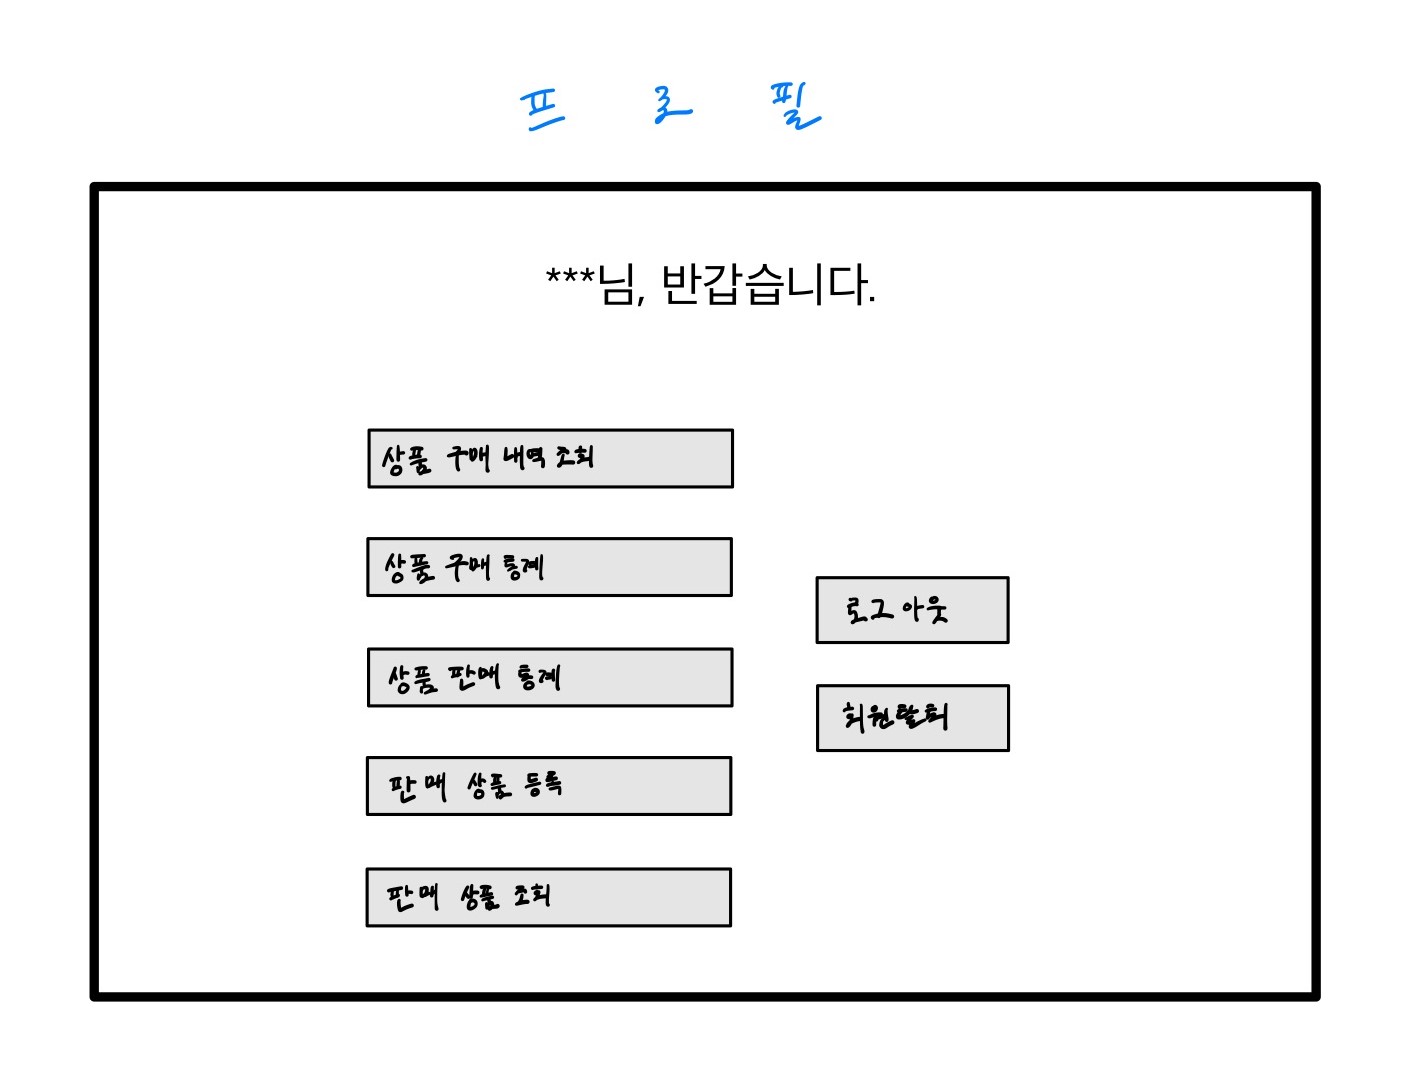 프로필
***님, 반갑습니다.
상품 구매 내역 조회
상품 구매 통계
상품 판매 통계
판매 상품 등록
판매 상품 조회
로그아웃
회원탈퇴